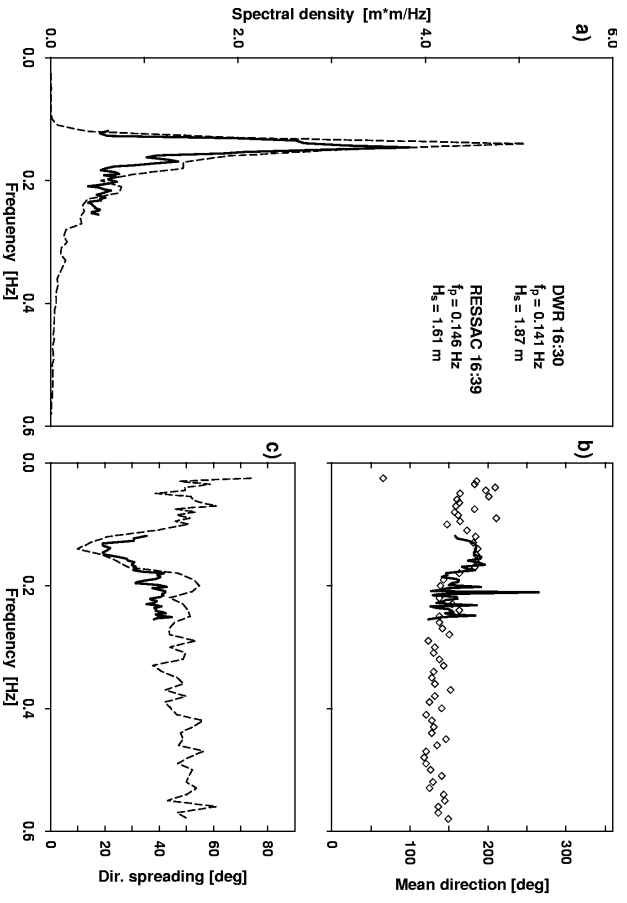 Spectral density [m*m/Hz]
0.0
2.0
4.0
6.0
a)
0.0
0.2
0.4
0.6
Frequency [Hz]
DWR 16:30
fp = 0.141 Hz
Hs = 1.87 m
RESSAC 16:39
fp = 0.146 Hz
Hs = 1.61 m
b)
0
100
200
300
Mean direction [deg]
c)
0.0
0.2
0.4
0.6
Frequency [Hz]
0
20
40
60
80
Dir. spreading [deg]